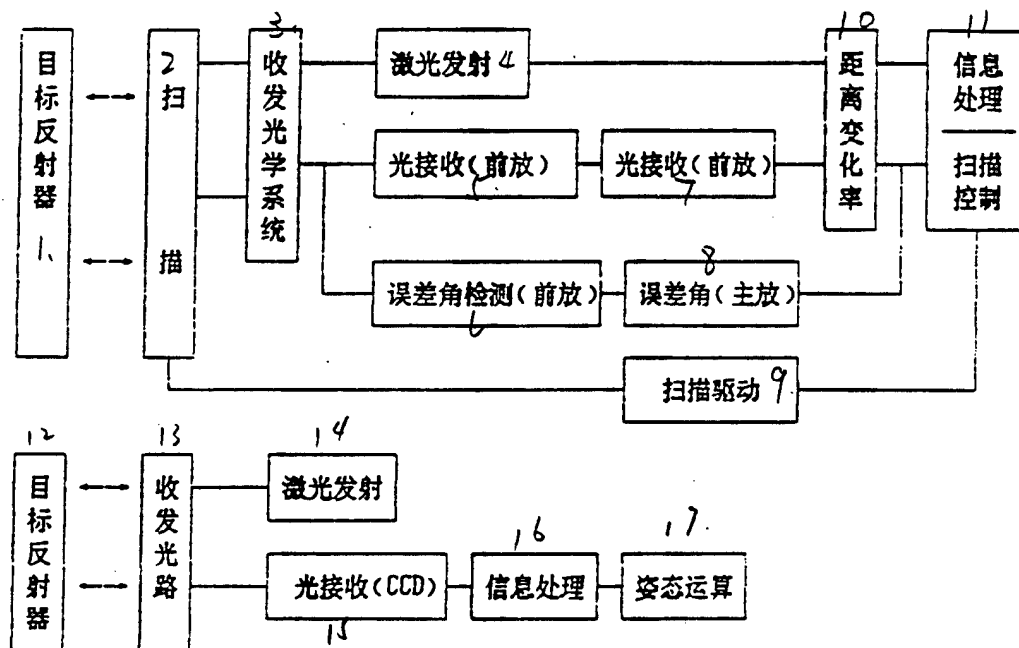 目标反射器 1、
2 扫描
3.
收发光学系统
激光发射 4
10
距离变化率
11
信息处理
扫描控制
光接收(前放)
光接收(前放)
7
误差角检测(前放)
6
8
误差角(主放)
扫描驱动 9
12
目标反射器
13
收发光路
14
激光发射
光接收(CCD)
15
16
信息处理
17.
姿态运算